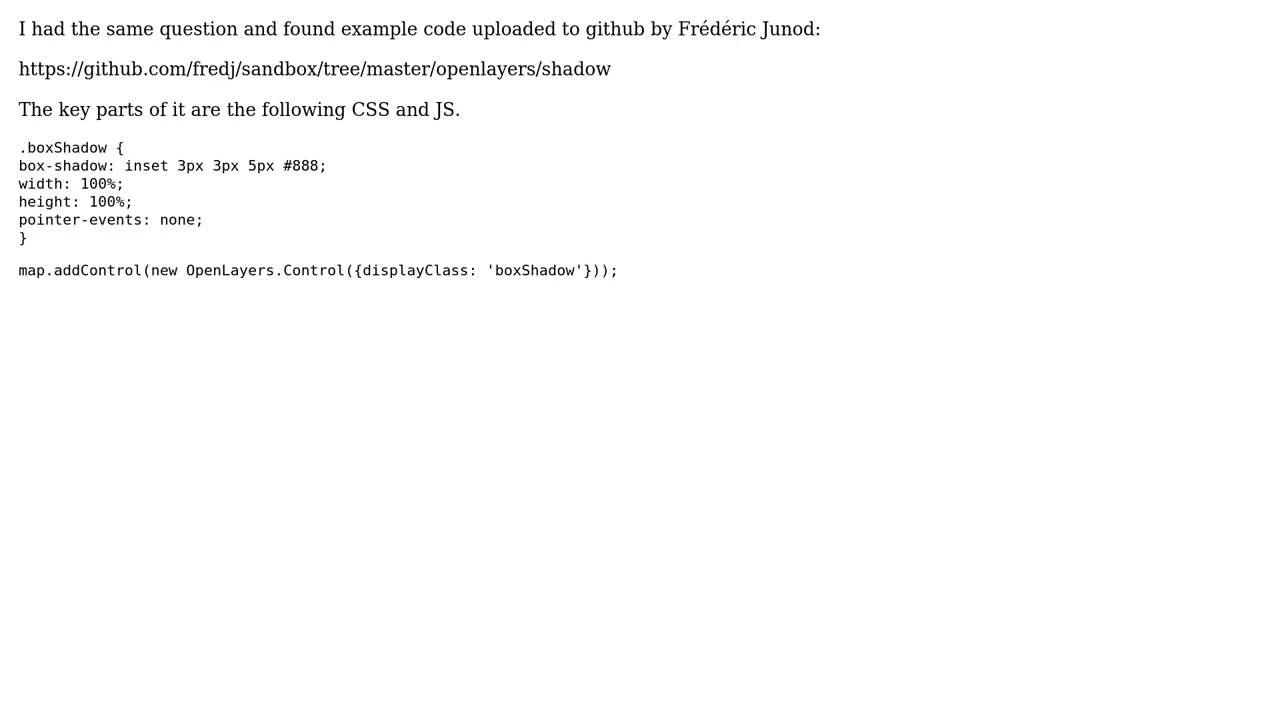 I had the same question and found example code uploaded to github by Frédéric Junod:
https://github.com/fredj/sandbox/tree/master/openlayers/shadow
The key parts of it are the following CSS and JS.
.boxShadow {
box-shadow: inset 3px 3px 5px #888;
width: 100%;
height: 100%;
pointer-events: none;
}
map.addControl(new OpenLayers.Control({displayClass: 'boxShadow'}));